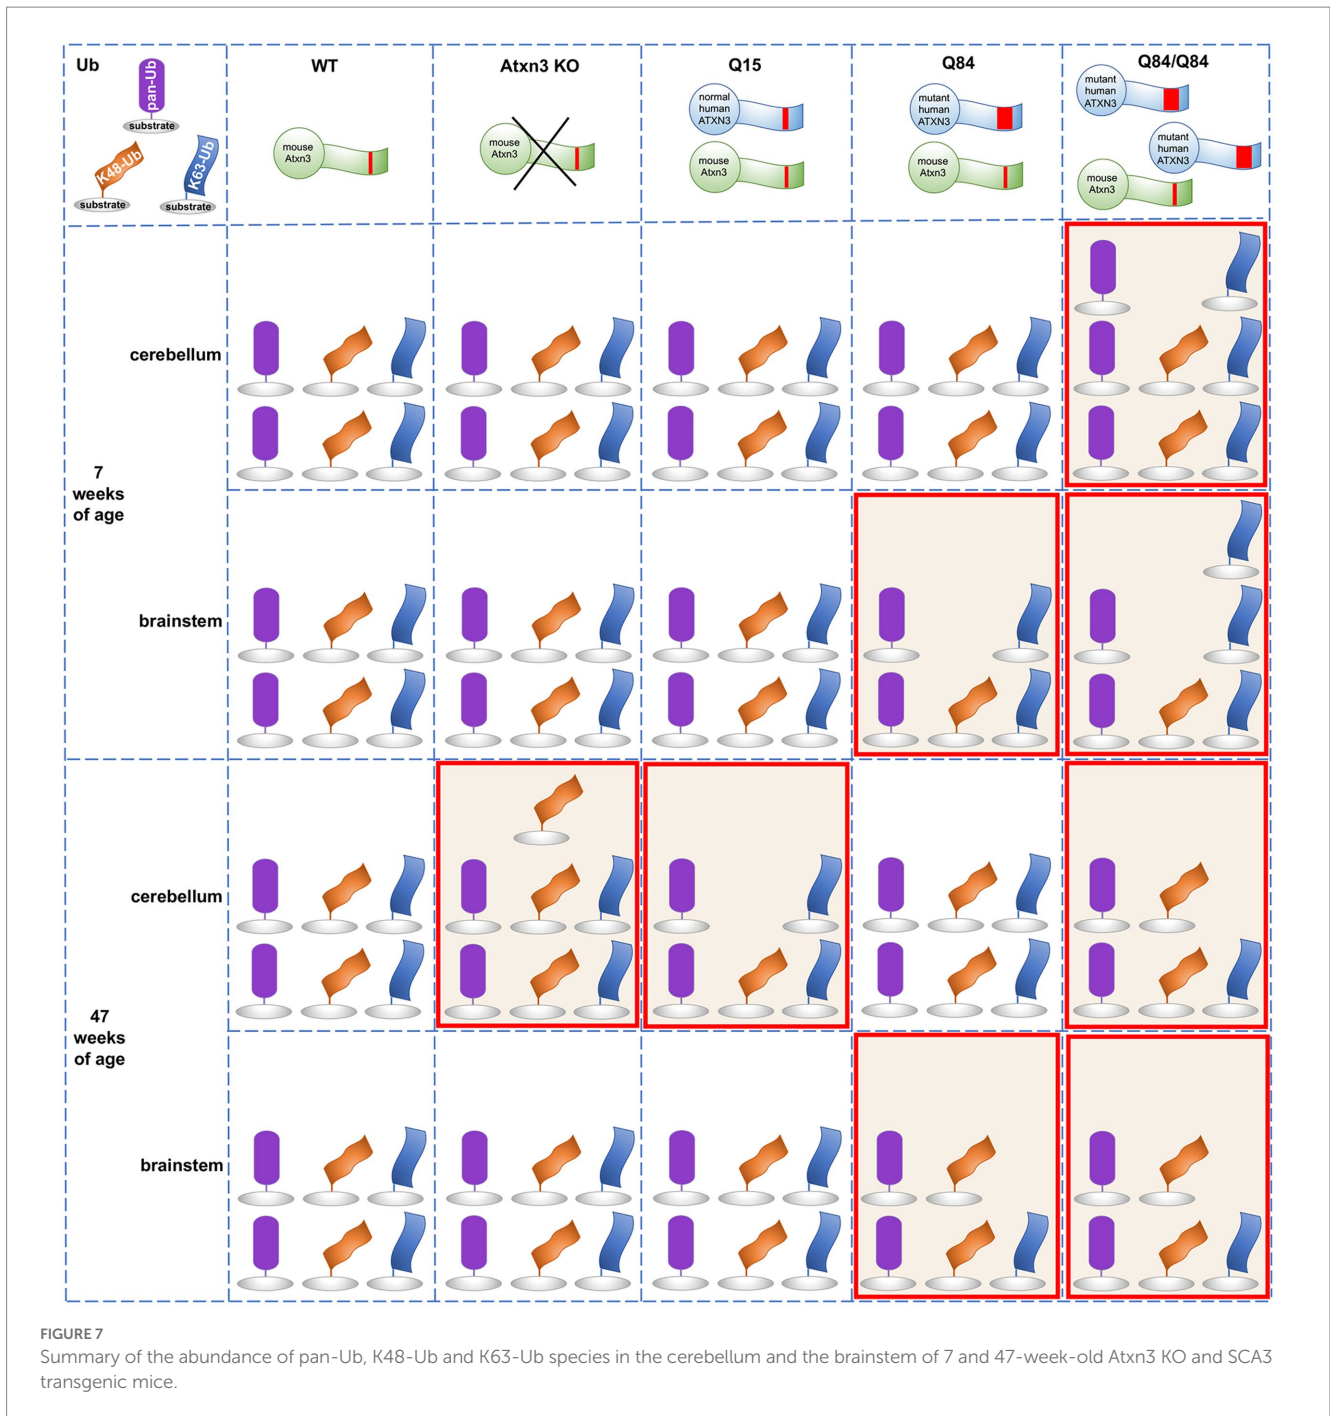 Ub
WT
Atxn3 KO
Q15
Q84
Q84/Q84
pan-Ub
substrate
K48-Ub
substrate
K63-Ub
substrate
mouse
Atxn3
mouse
Atxn3
normal
human
ATXN3
mouse
Atxn3
mutant
human
ATXN3
mouse
Atxn3
mutant
human
ATXN3
mutant
human
ATXN3
mouse
Atxn3
7
weeks
of age
cerebellum
brainstem
47
weeks
of age
cerebellum
brainstem
FIGURE 7
Summary of the abundance of pan-Ub, K48-Ub and K63-Ub species in the cerebellum and the brainstem of 7 and 47-week-old Atxn3 KO and SCA3
transgenic mice.